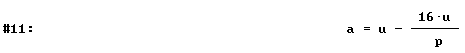 #11: a = u - 16·u / p